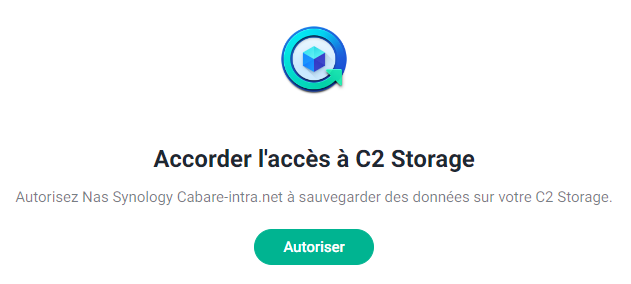 Accorder l'accès à C2 Storage
Autorisez Nas Synology Cabare-intra.net à sauvegarder des données sur votre C2 Storage.
Autoriser